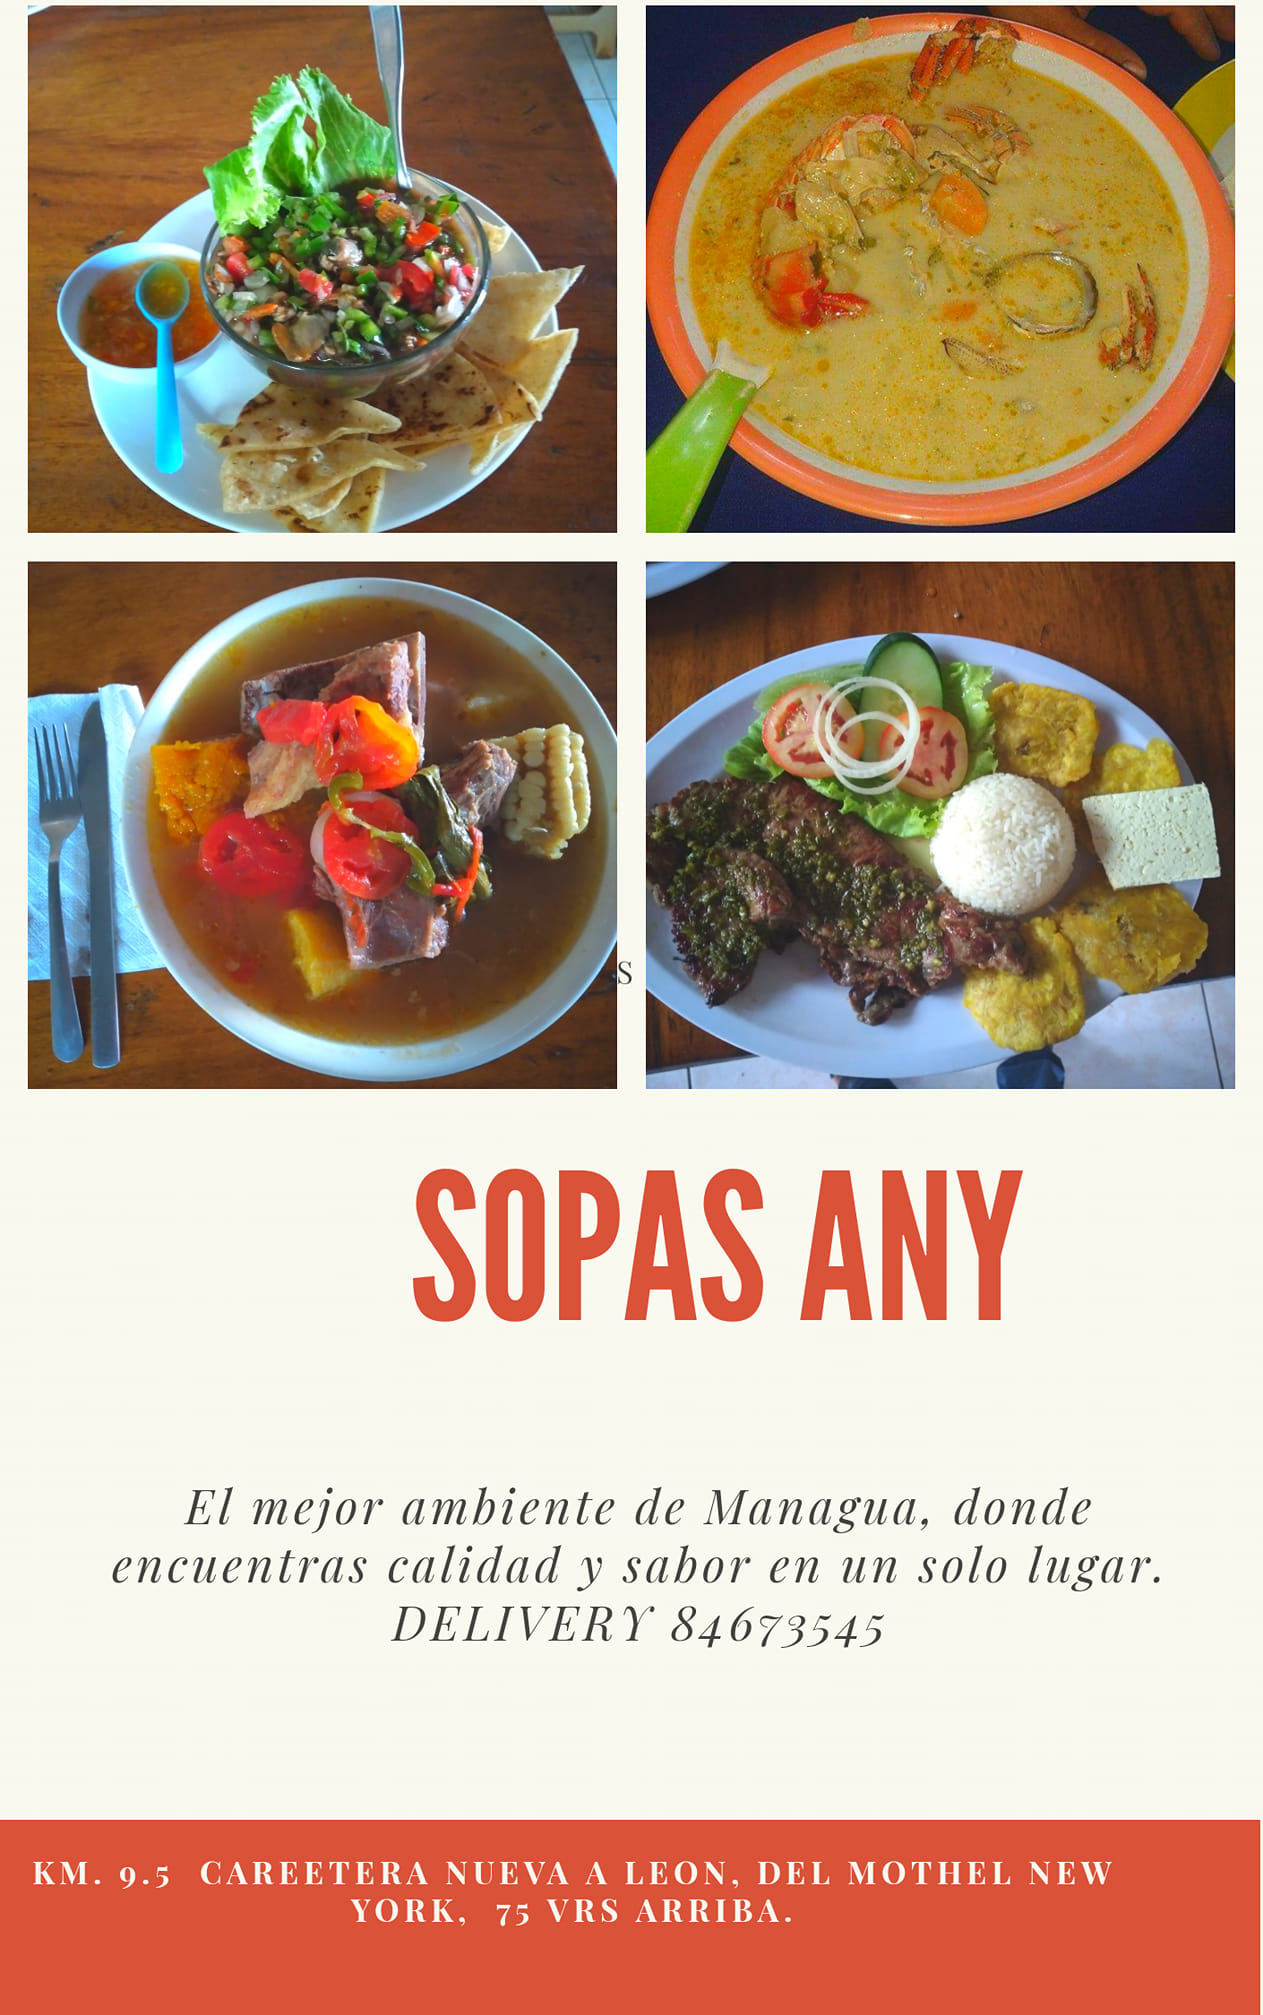 S
SOPAS ANY
El mejor ambiente de Managua, donde
encuentras calidad y sabor en un solo lugar.
DELIVERY 84673545
KM. 9.5 CAREETERA NUEVA A LEON, DEL MOTHEL NEW
YORK, 75 VRS ARRIBA.